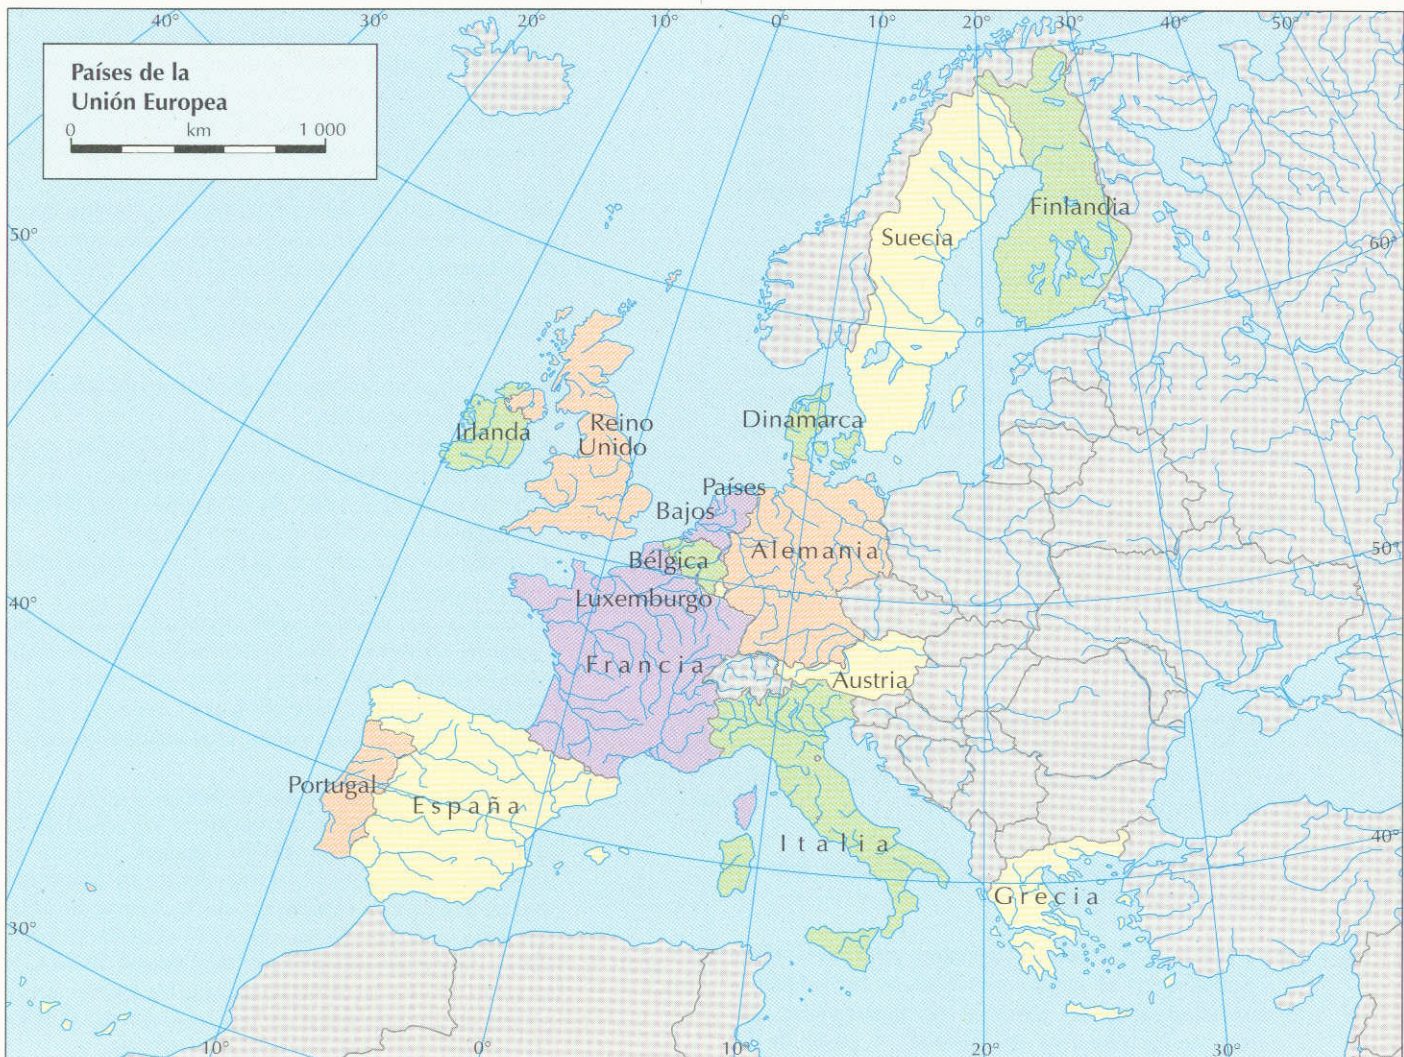 40°
30°
20°
10°
0°
10°
20°
30°
40°
50°
Países de la
Unión Europea
0 km 1 000
50°
Finlandia
Suecia
60°
Dinamarca
Reino
Unido
Irlanda
Países
Bajos
Alemania
50°
Bélgica
Luxemburgo
40°
Francia
Austria
Portugal
España
Italia
40°
Grecia
30°
10°
0°
10°
20°
30°